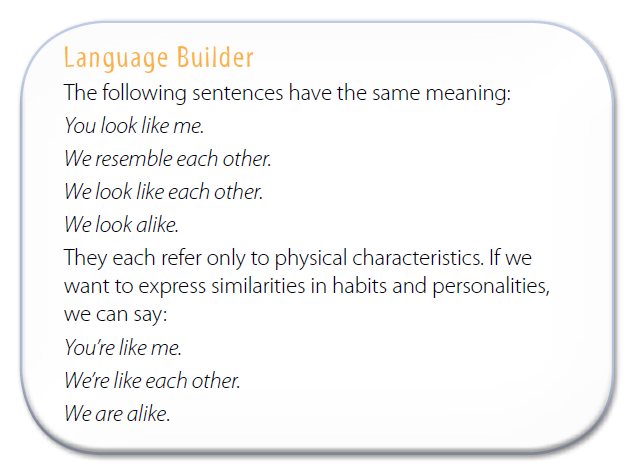 Language Builder
The following sentences have the same meaning:
You look like me.
We resemble each other.
We look like each other.
We look alike.
They each refer only to physical characteristics. If we
want to express similarities in habits and personalities,
we can say:
You’re like me.
We’re like each other.
We are alike.